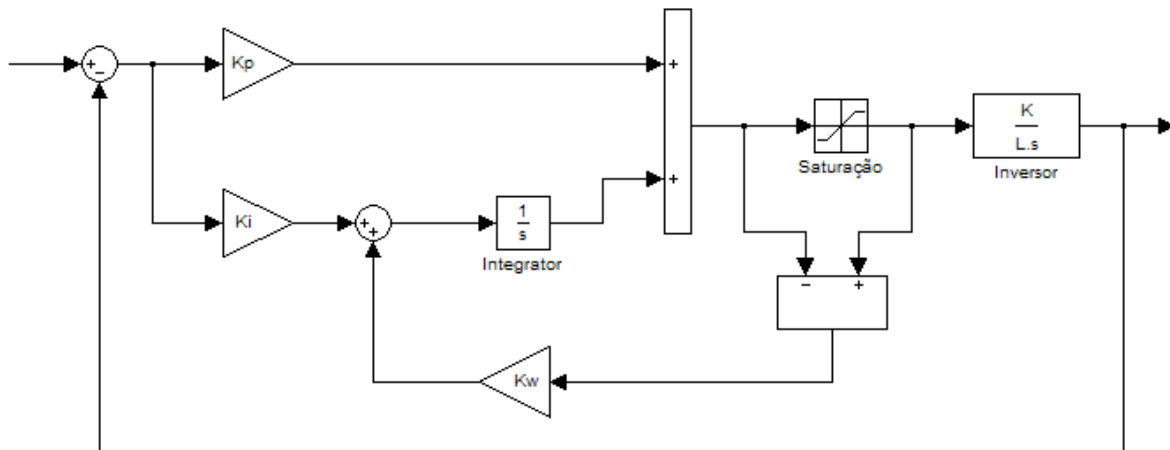 +
−
Kp
+
K
L.s
Saturação
Inversor
+
Ki
+
+
1
s
Integrator
−
+
Kw